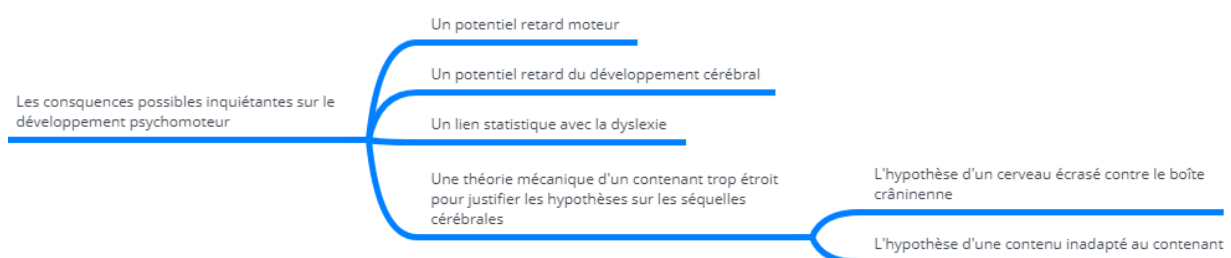 Un potentiel retard moteur
Un potentiel retard du développement cérébral
Les consquences possibles inquiétantes sur le
développement psychomoteur
Un lien statistique avec la dyslexie
Une théorie mécanique d'un contenant trop étroit
pour justifier les hypothèses sur les séquelles
cérébrales
L'hypothèse d'un cerveau écrasé contre le boîte
crâninenne
L'hypothèse d'une contenu inadapté au contenant